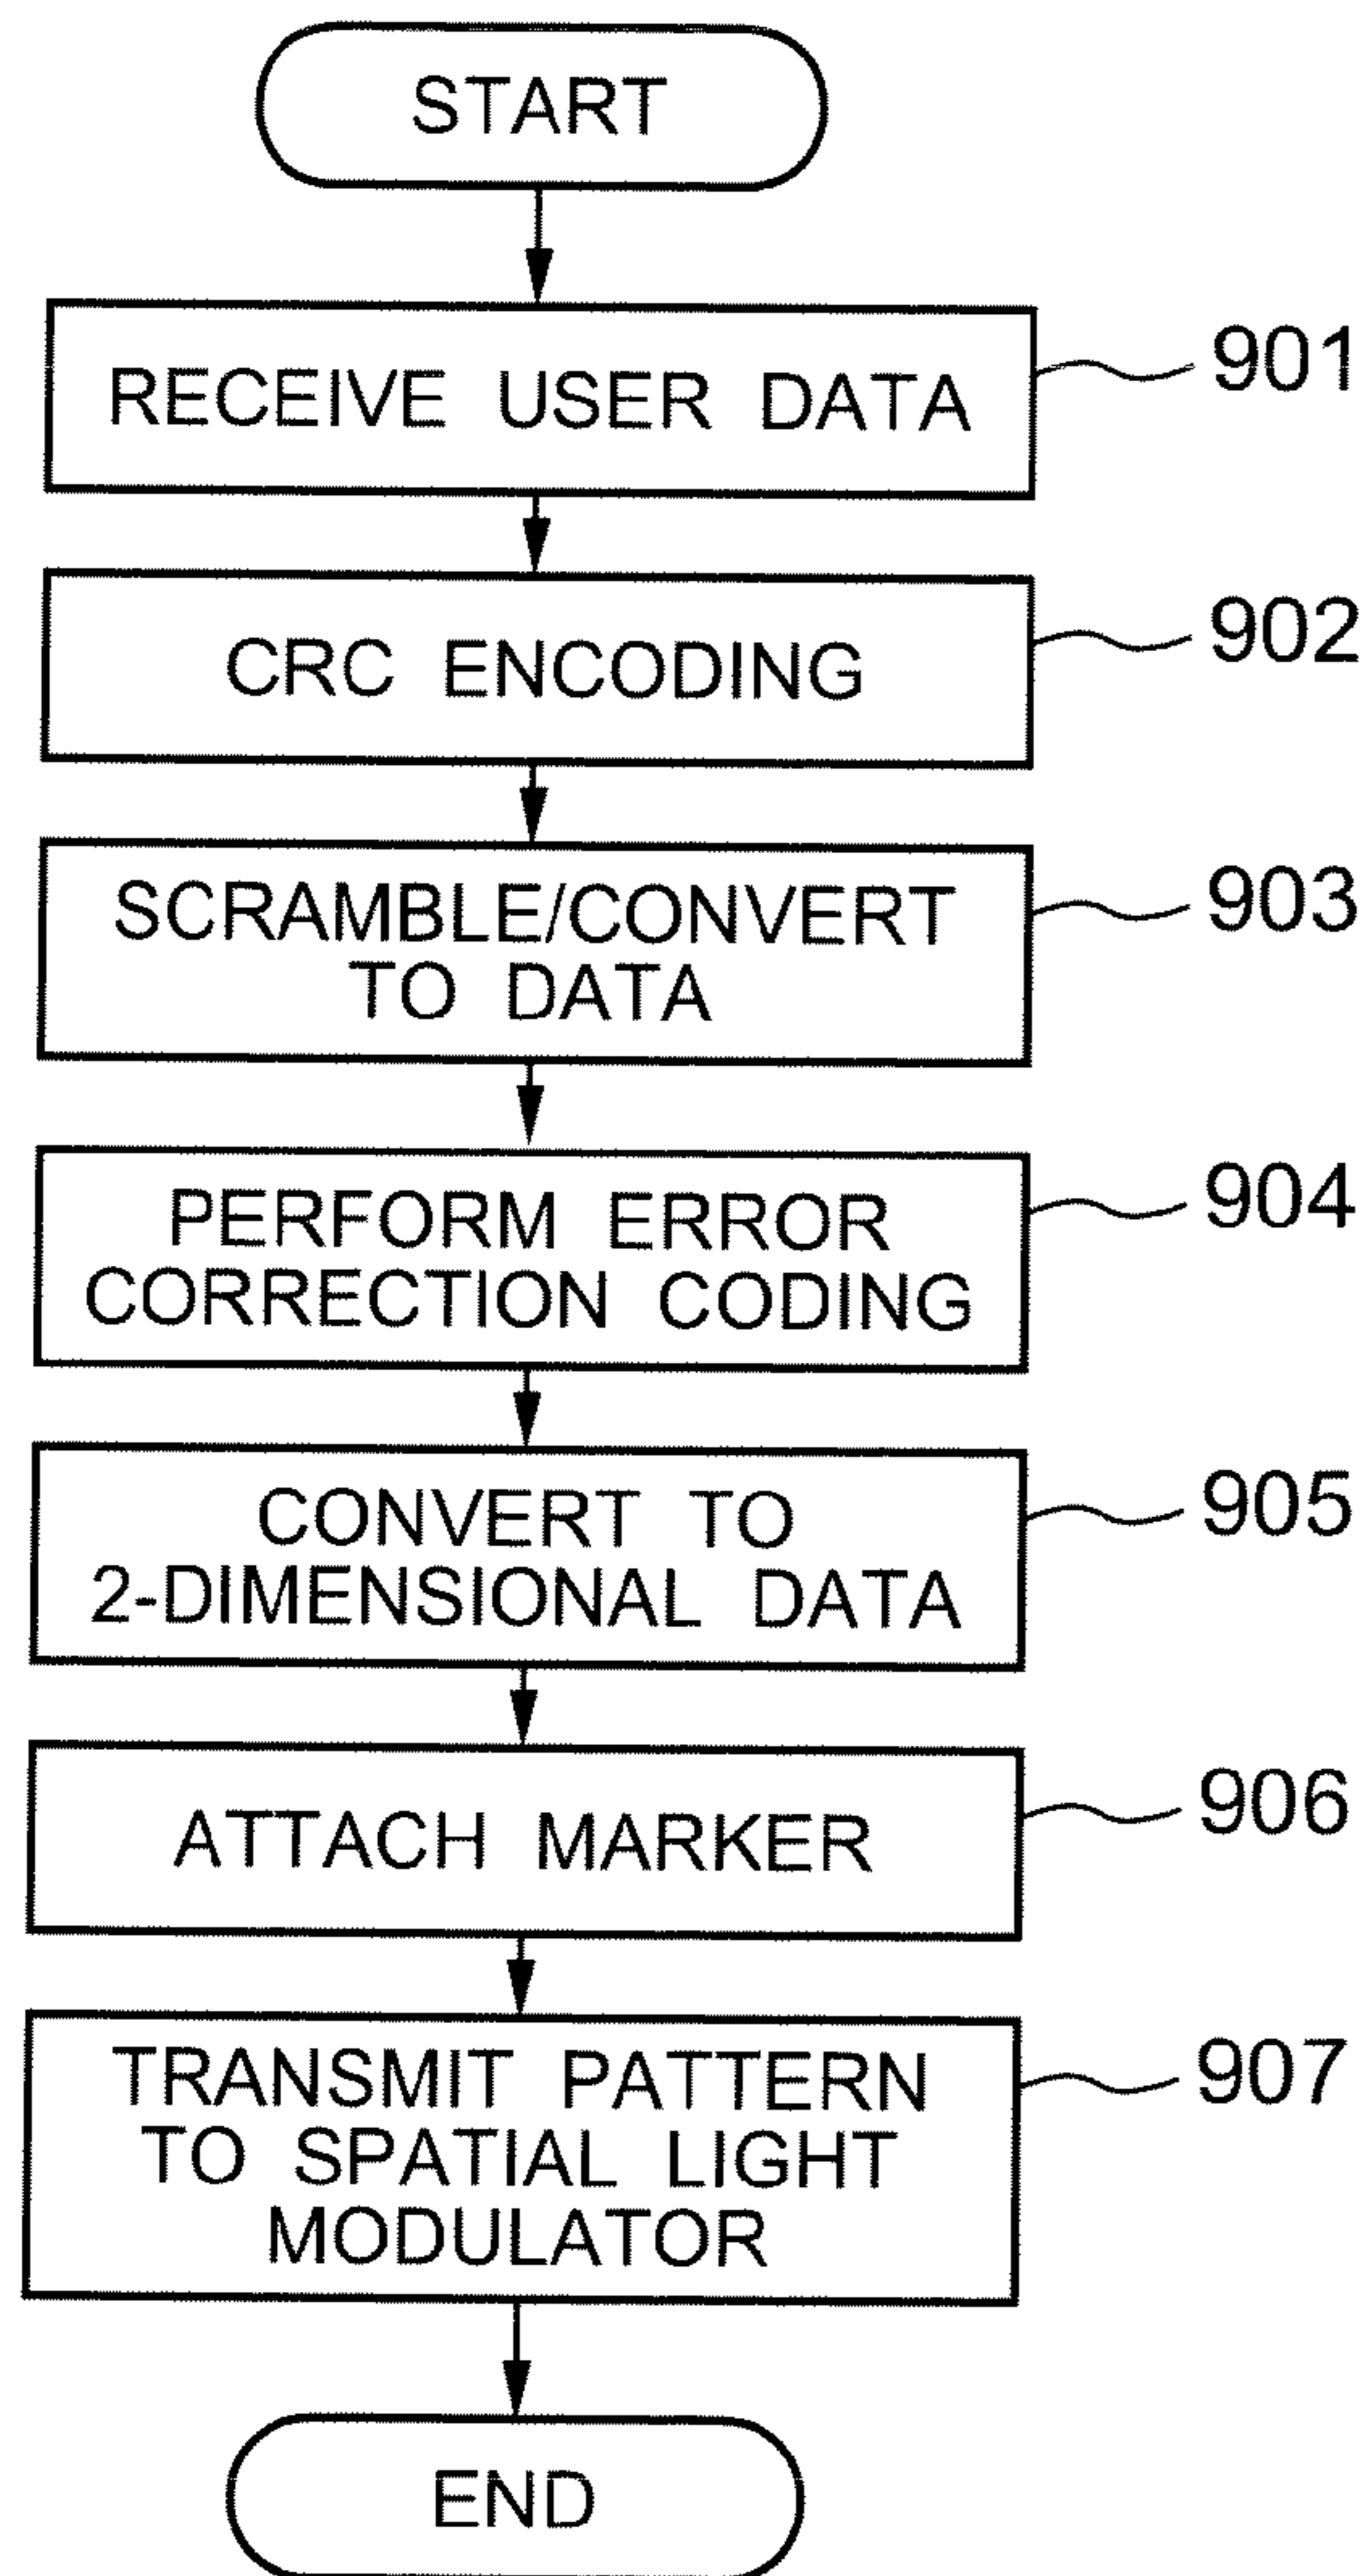 START
RECEIVE USER DATA
901
CRC ENCODING
902
SCRAMBLE/CONVERT
TO DATA
903
PERFORM ERROR
CORRECTION CODING
904
CONVERT TO
2-DIMENSIONAL DATA
905
ATTACH MARKER
906
TRANSMIT PATTERN
TO SPATIAL LIGHT
MODULATOR
907
END